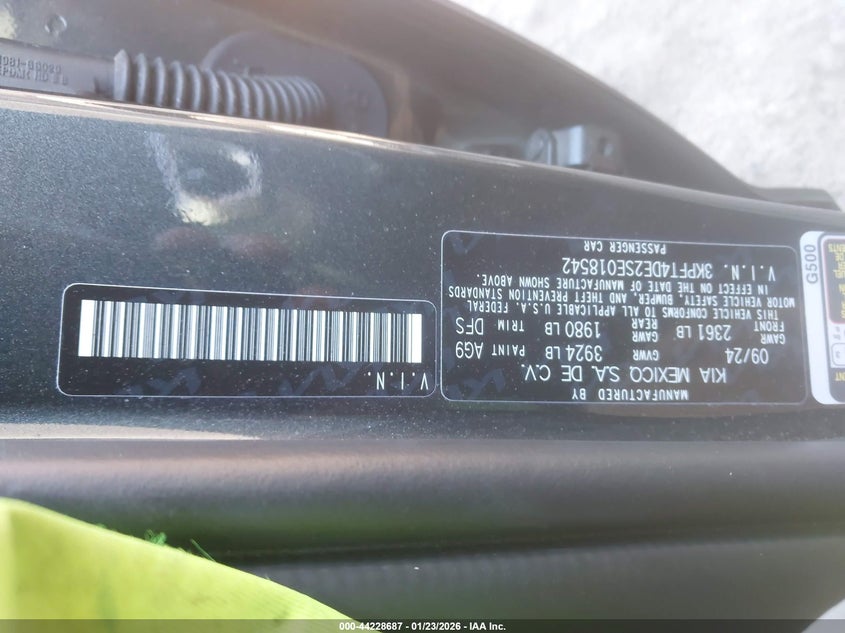 MANUFACTURED BY
KIA MEXICO, S.A. DE C.V.
09/24 GVWR 3924 LB PAINT AG9
FRONT GAWR 2361 LB REAR GAWR 1980 LB TRIM DFS
THIS VEHICLE CONFORMS TO ALL APPLICABLE U.S.A. FEDERAL
MOTOR VEHICLE SAFETY, BUMPER, AND THEFT PREVENTION STANDARDS
IN EFFECT ON THE DATE OF MANUFACTURE SHOWN ABOVE.
V.I.N. 3KPFT4DE2SE018542
PASSENGER CAR
V.I.N.
G500
000-44228687 - 01/23/2026 - IAA Inc.